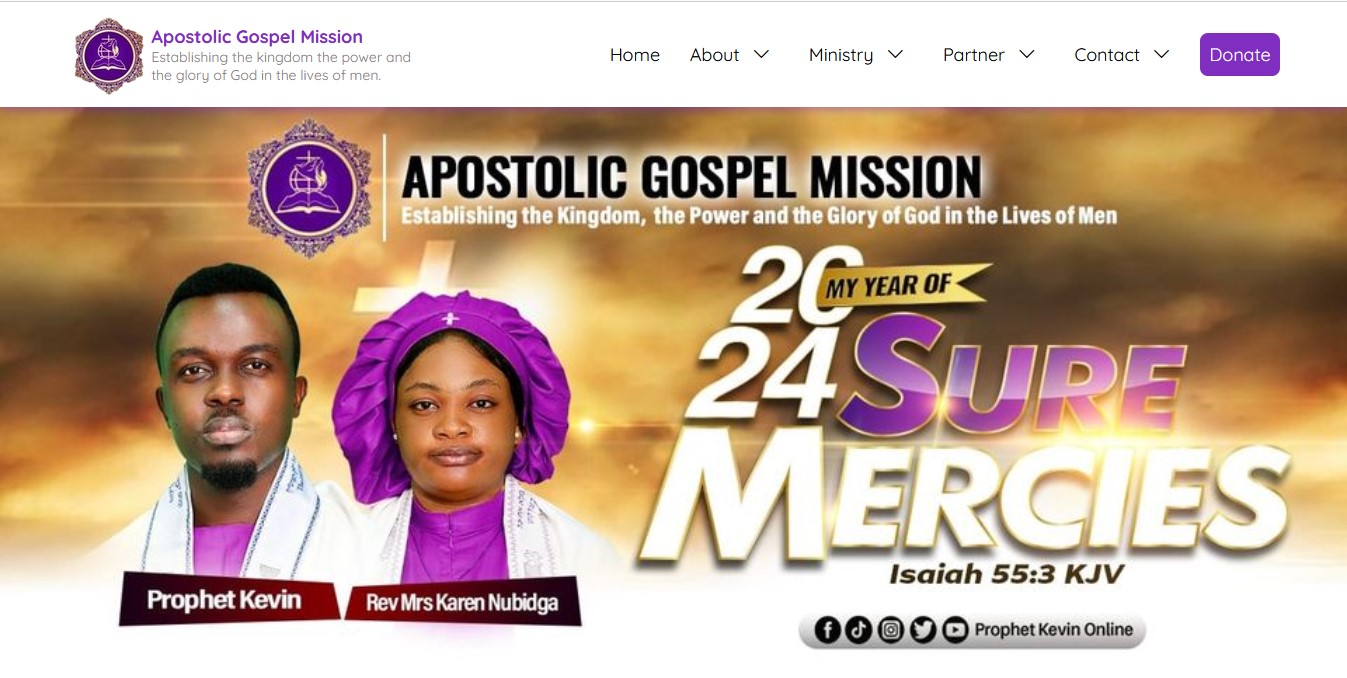 Apostolic Gospel Mission
Establishing the kingdom the power and
the glory of God in the lives of men.
Home About Ministry Partner Contact Donate
APOSTOLIC GOSPEL MISSION
Establishing the Kingdom, the Power and the Glory of God in the Lives of Men
20
MY YEAR OF
24 SURE
MERCIES
Isaiah 55:3 KJV
Prophet Kevin
Rev Mrs Karen Nubidga
Prophet Kevin Online